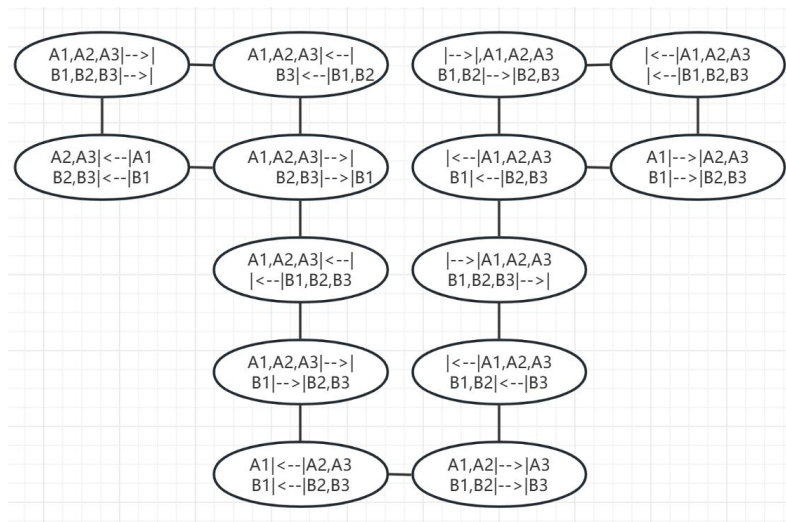 A1,A2,A3|-->|
B1,B2,B3|-->|
A1,A2,A3|<--|
B3|<--|B1,B2
|-->|,A1,A2,A3
B1,B2|-->|B2,B3
|<--|A1,A2,A3
|<--|B1,B2,B3
A2,A3|<--|A1
B2,B3|<--|B1
A1,A2,A3|-->|
B2,B3|-->|B1
|<--|A1,A2,A3
B1|<--|B2,B3
A1|-->|A2,A3
B1|-->|B2,B3
A1,A2,A3|<--|
|<--|B1,B2,B3
|-->|A1,A2,A3
B1,B2,B3|-->|
A1,A2,A3|-->|
B1|-->|B2,B3
|<--|A1,A2,A3
B1,B2|<--|B3
A1|<--|A2,A3
B1|<--|B2,B3
A1,A2|-->|A3
B1,B2|-->|B3